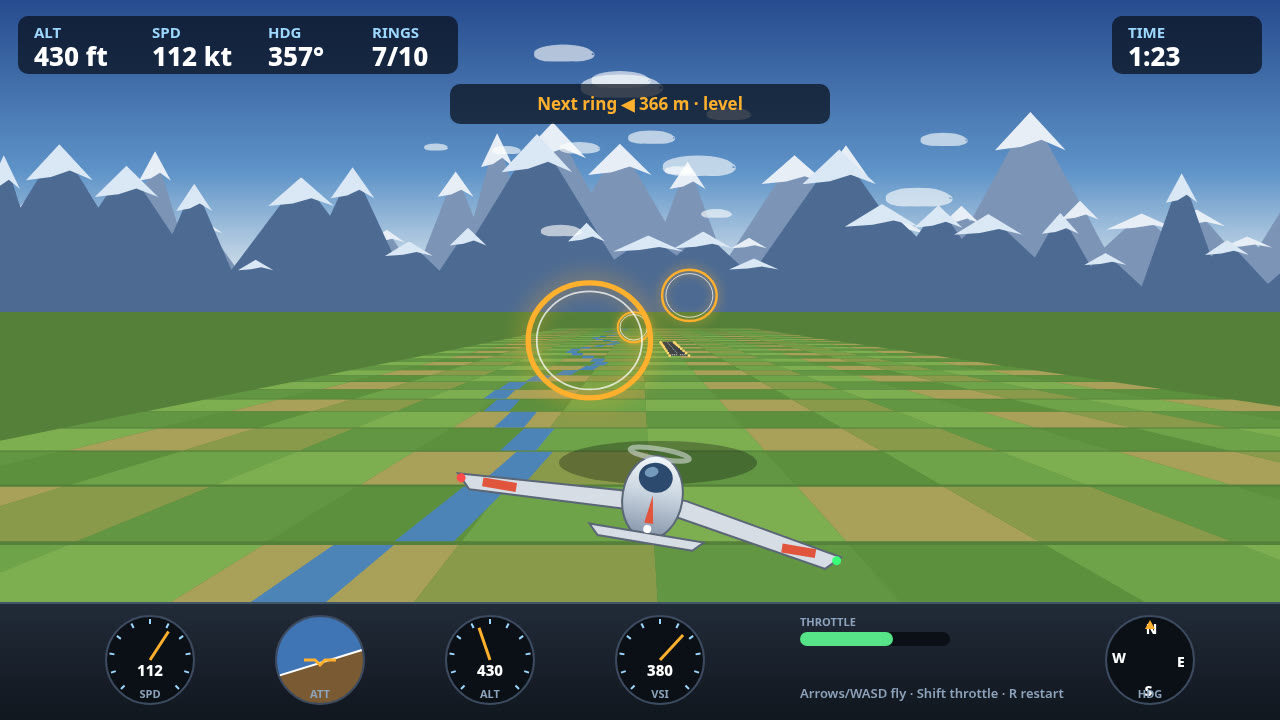 ALT SPD HDG RINGS
430 ft 112 kt 357° 7/10
TIME
1:23
Next ring ◀ 366 m · level
112
SPD
ATT
430
ALT
380
VSI
THROTTLE
Arrows/WASD fly · Shift throttle · R restart
N
W E
S
HDG